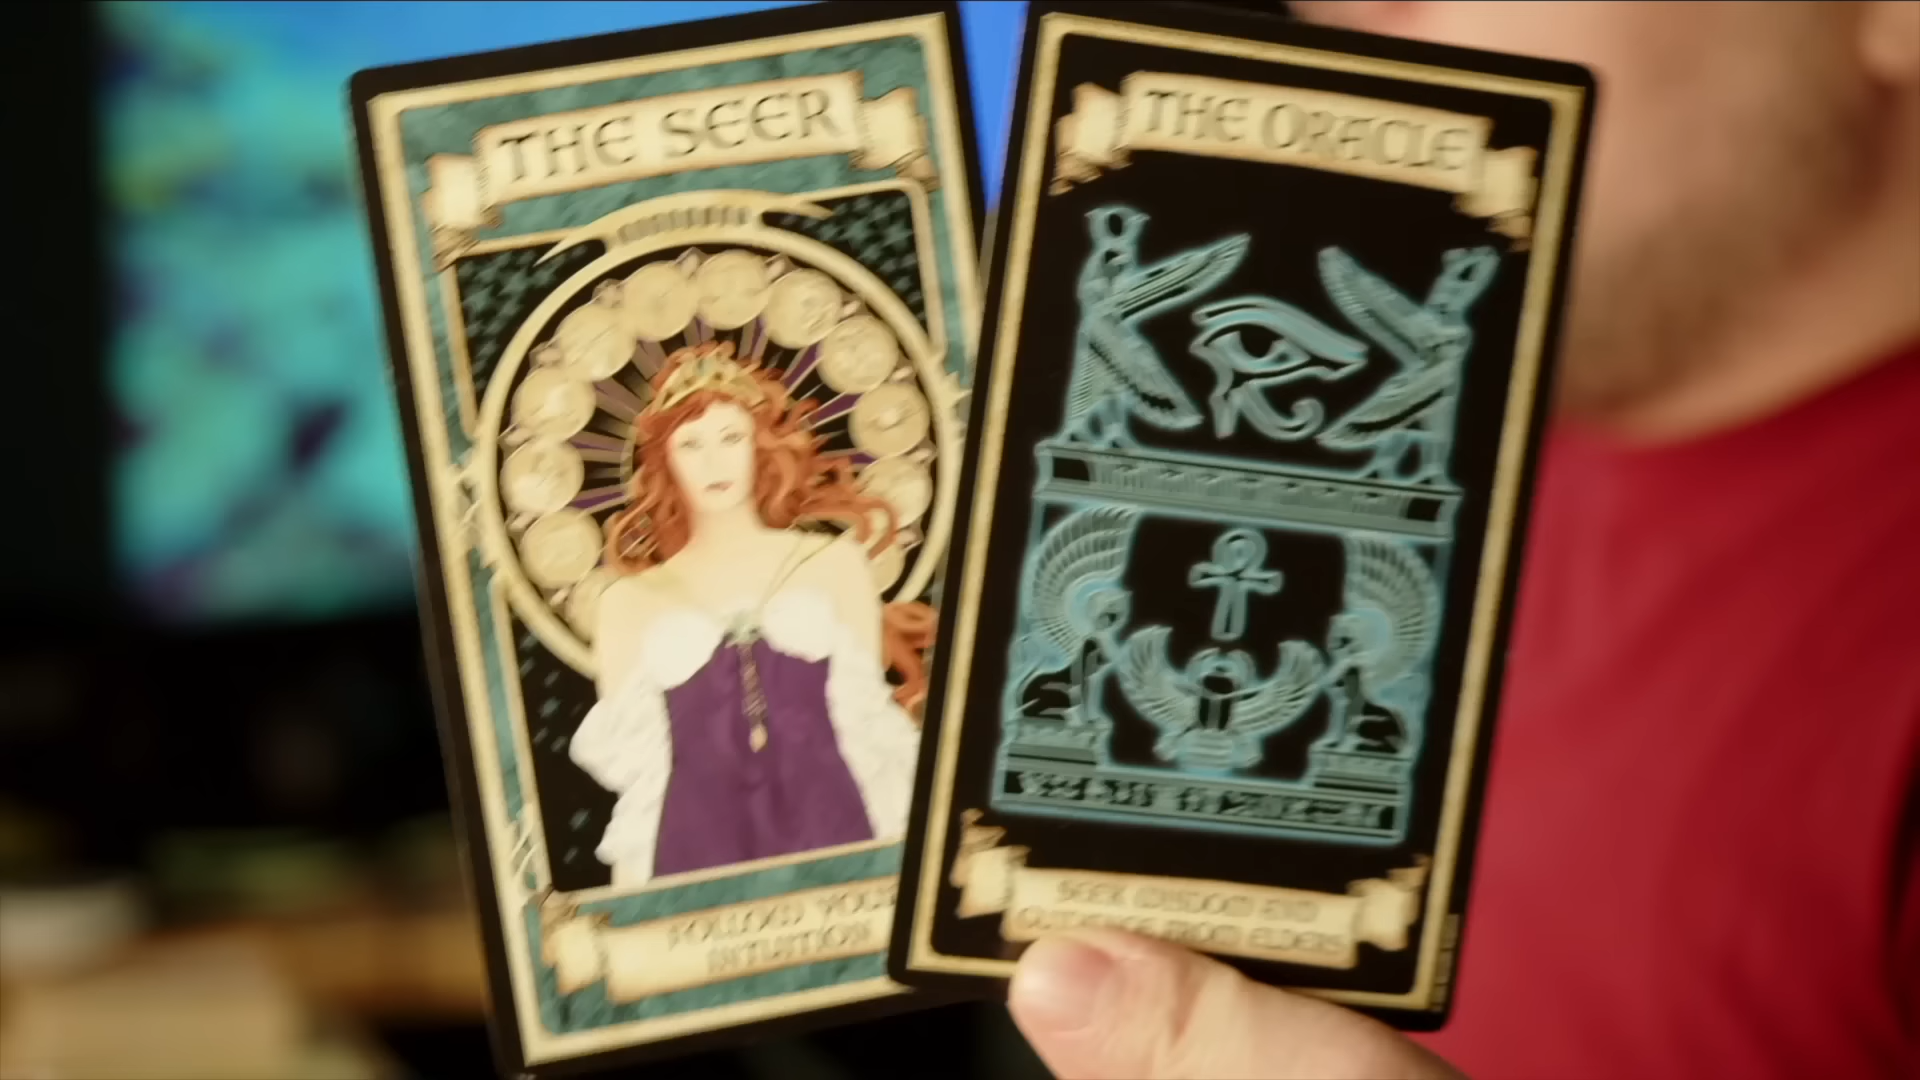 THE SEER
THE ORACLE
FOLLOW YOUR
INTUITION
SEEK WISDOM AND
GUIDANCE FROM ELDERS